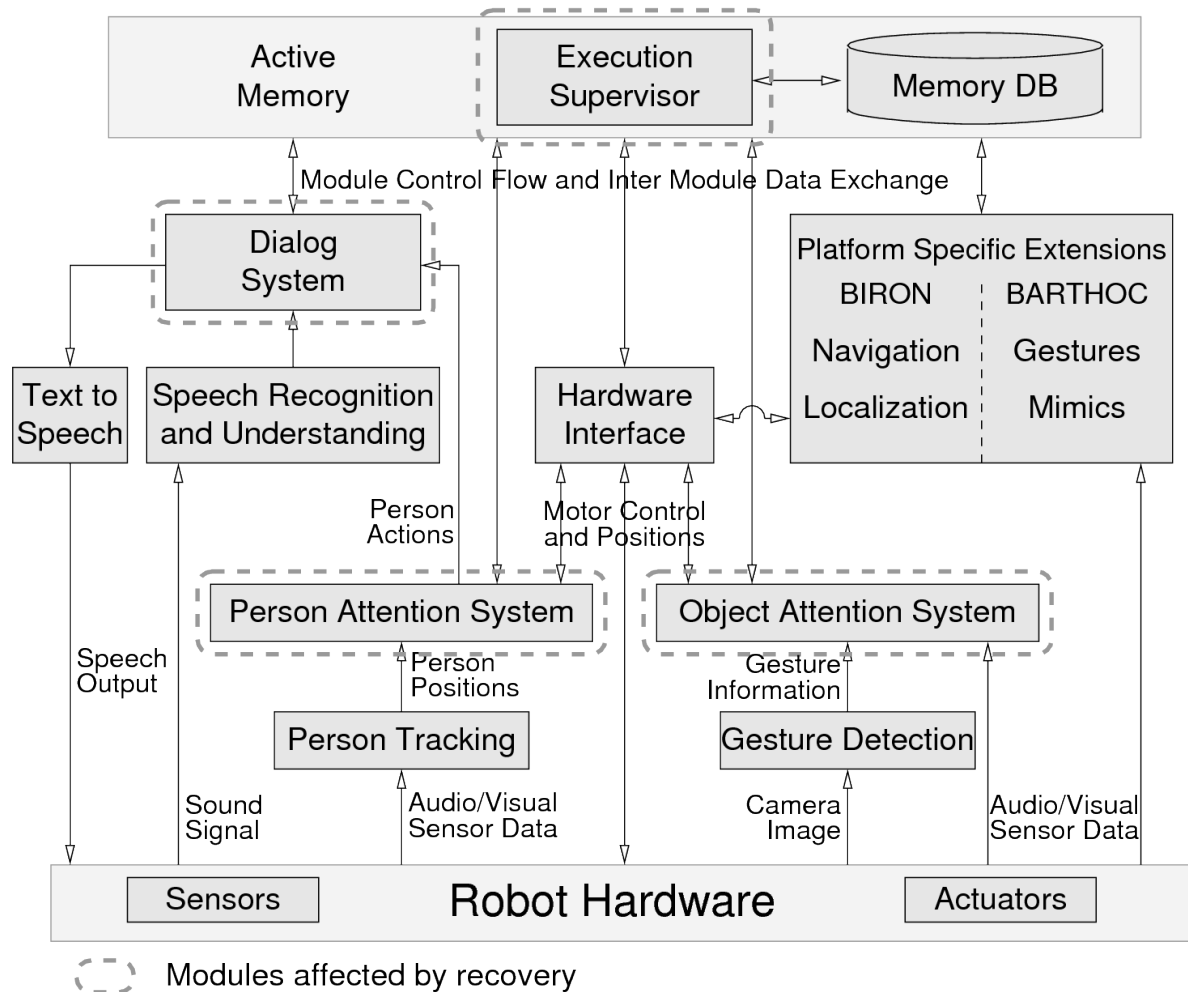 Active
Memory
Execution
Supervisor
Memory DB
Module Control Flow and Inter Module Data Exchange
Dialog
System
Platform Specific Extensions
BIRON
BARTHOC
Navigation
Gestures
Localization
Mimics
Text to
Speech
Speech Recognition
and Understanding
Hardware
Interface
Person
Actions
Motor Control
and Positions
Person Attention System
Object Attention System
Speech
Output
Person
Positions
Gesture
Information
Person Tracking
Gesture Detection
Sound
Signal
Audio/Visual
Sensor Data
Camera
Image
Audio/Visual
Sensor Data
Sensors
Robot Hardware
Actuators
Modules affected by recovery